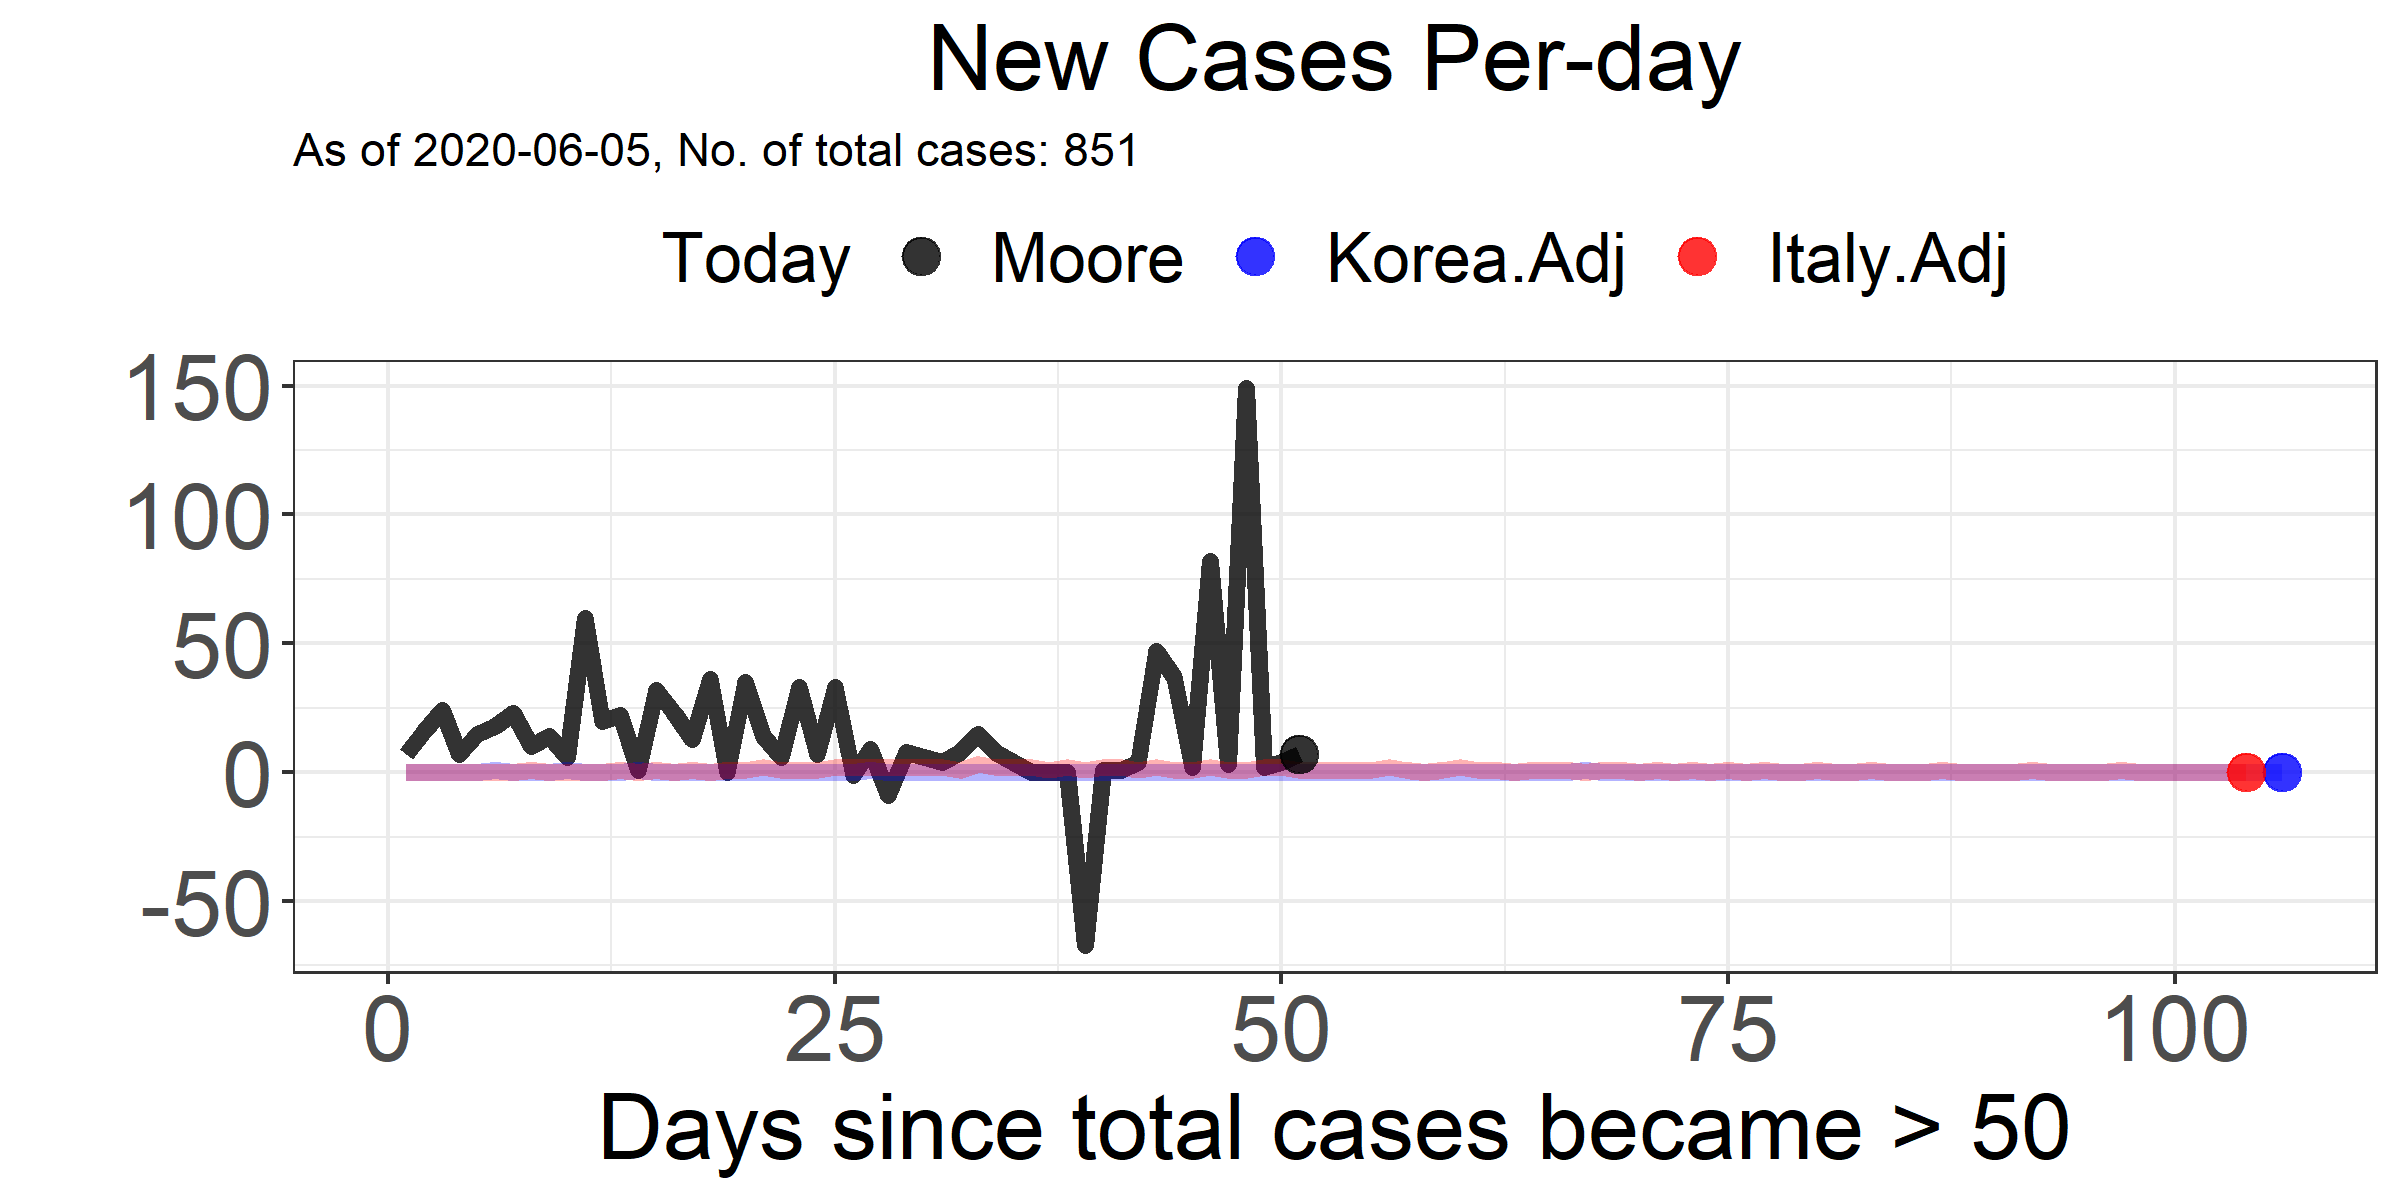 New Cases Per-day
As of 2020-06-05, No. of total cases: 851
Today Moore Korea.Adj Italy.Adj
150
100
50
0
-50
0 25 50 75 100
Days since total cases became > 50